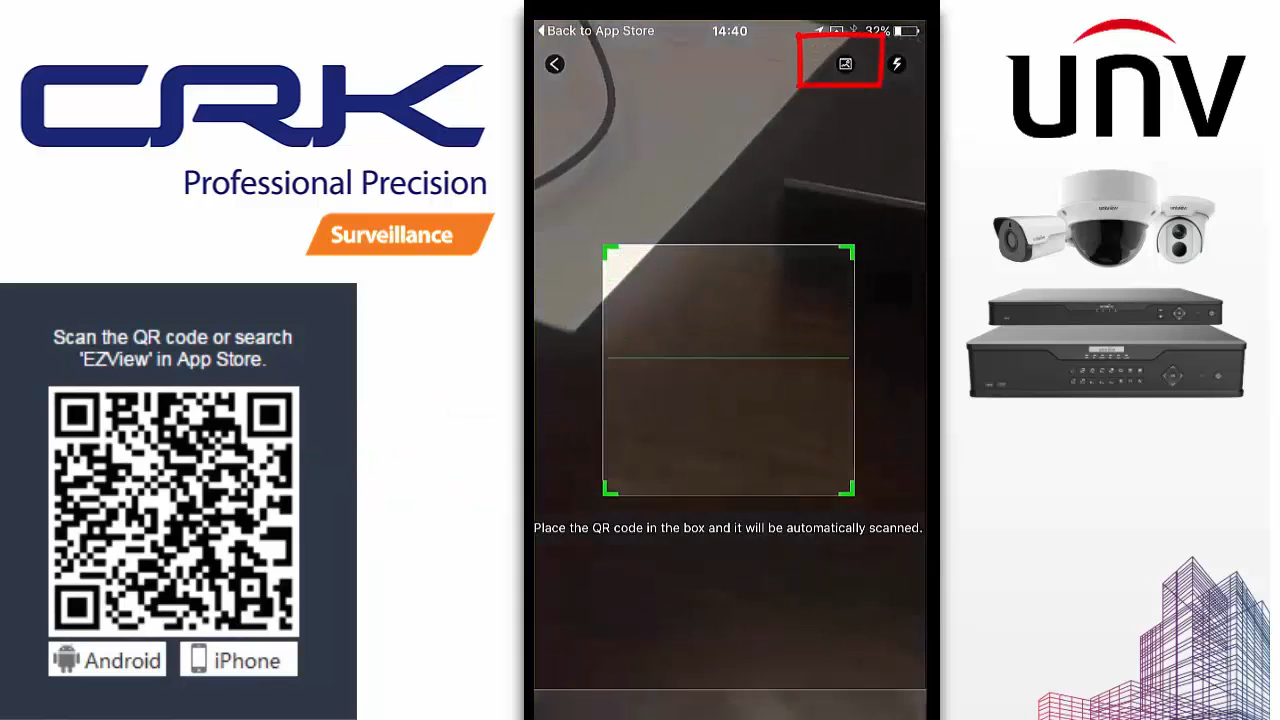 CRK
Professional Precision
Surveillance
Scan the QR code or search
'EZView' in App Store.
Android
iPhone
Back to App Store
14:40
32%
Place the QR code in the box and it will be automatically scanned.
unv
uniview